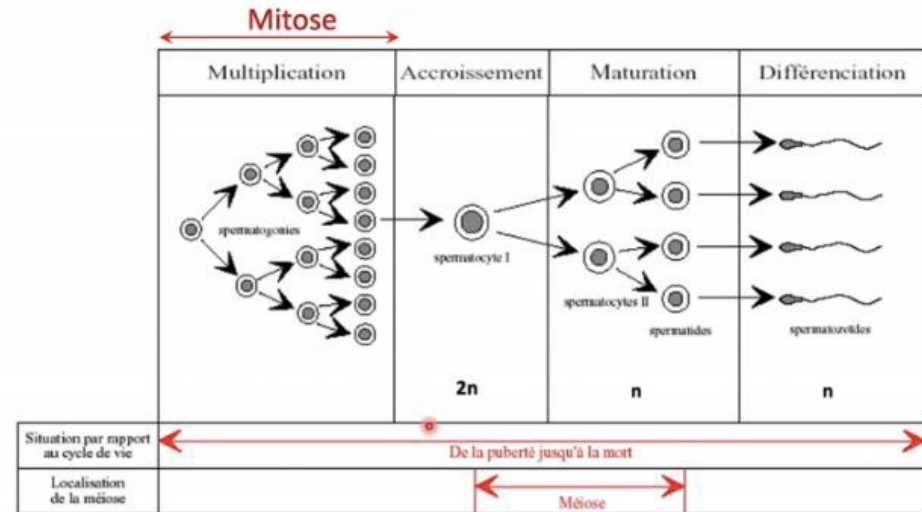 Mitose
Multiplication
Accroissement
Maturation
Différenciation
spermatogonies
spermatocyte I
spermatocytes II
spermatides
spermatozoïdes
2n
n
n
Situation par rapport
au cycle de vie
De la puberté jusqu'à la mort
Localisation
de la méiose
Méiose